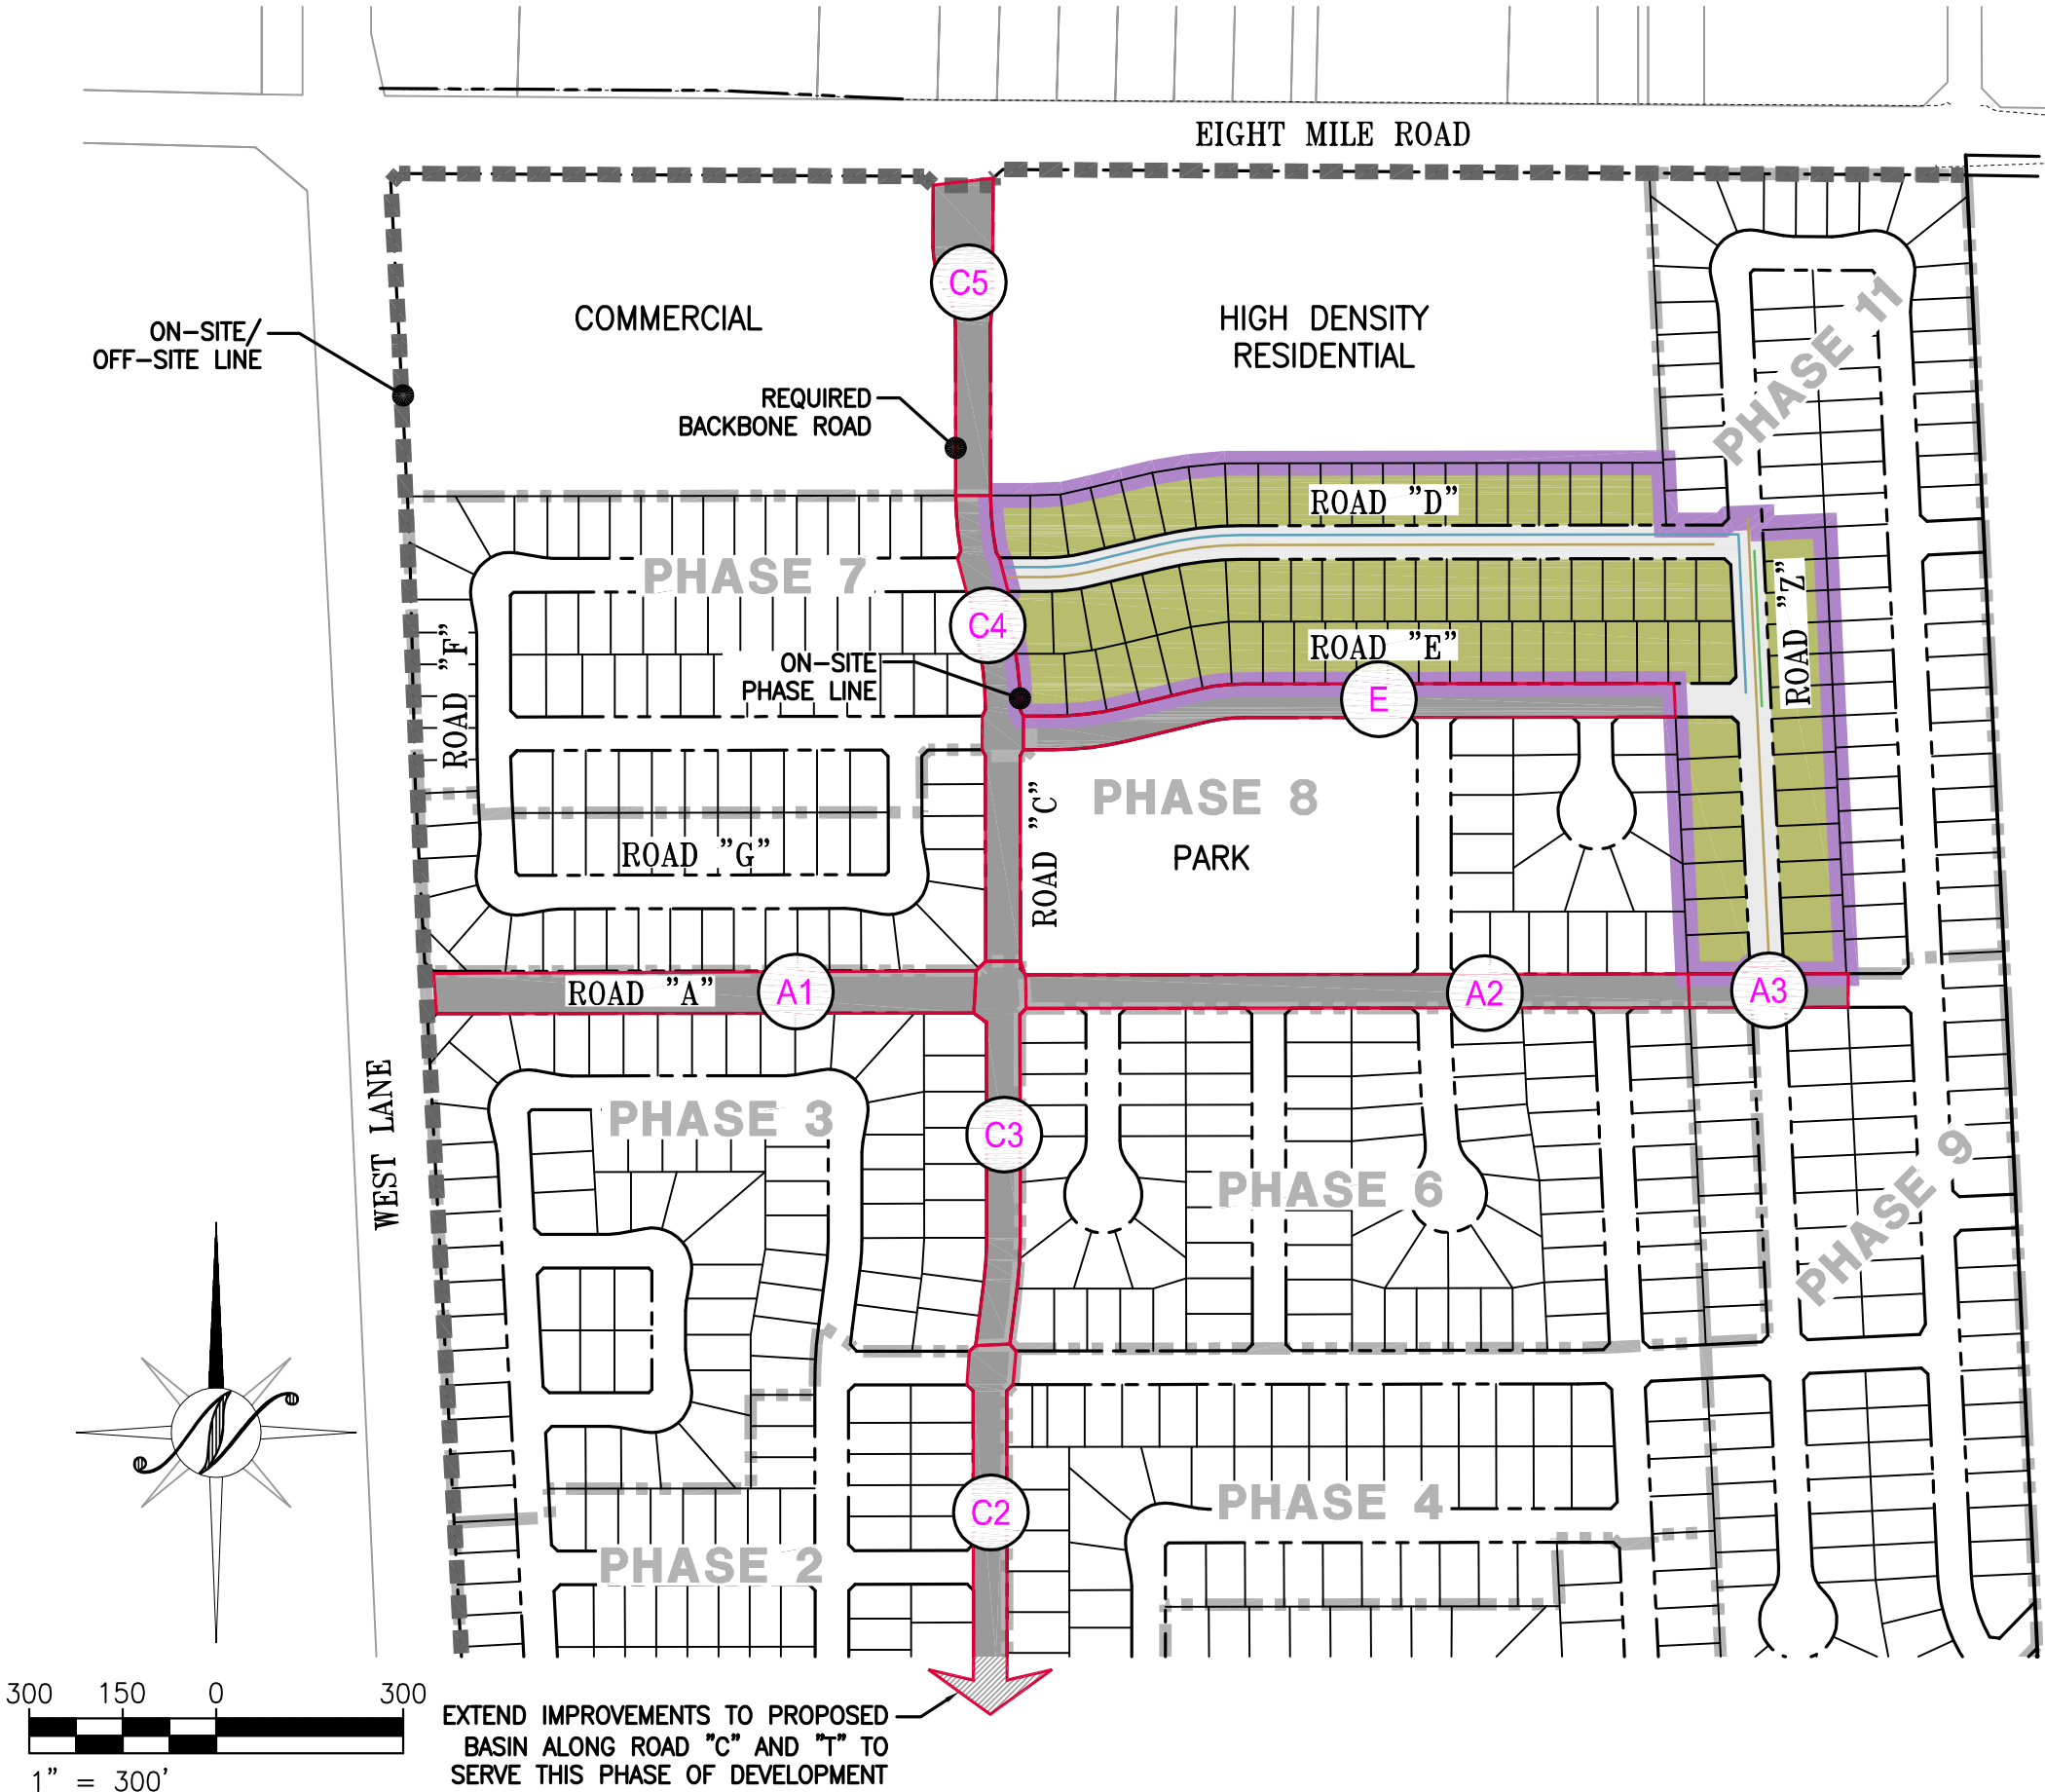 EIGHT MILE ROAD
C5
COMMERCIAL
HIGH DENSITY
RESIDENTIAL
ON-SITE/
OFF-SITE LINE
REQUIRED
BACKBONE ROAD
PHASE 11
ROAD "D"
PHASE 7
C4
ROAD "E"
ROAD "Z"
ROAD "F"
ON-SITE
PHASE LINE
E
PHASE 8
ROAD "C"
PARK
ROAD "G"
ROAD "A"
A1
A2
A3
WEST LANE
PHASE 3
C3
PHASE 6
PHASE 9
C2
PHASE 4
PHASE 2
300 150 0 300
1" = 300'
EXTEND IMPROVEMENTS TO PROPOSED
BASIN ALONG ROAD "C" AND "T" TO
SERVE THIS PHASE OF DEVELOPMENT